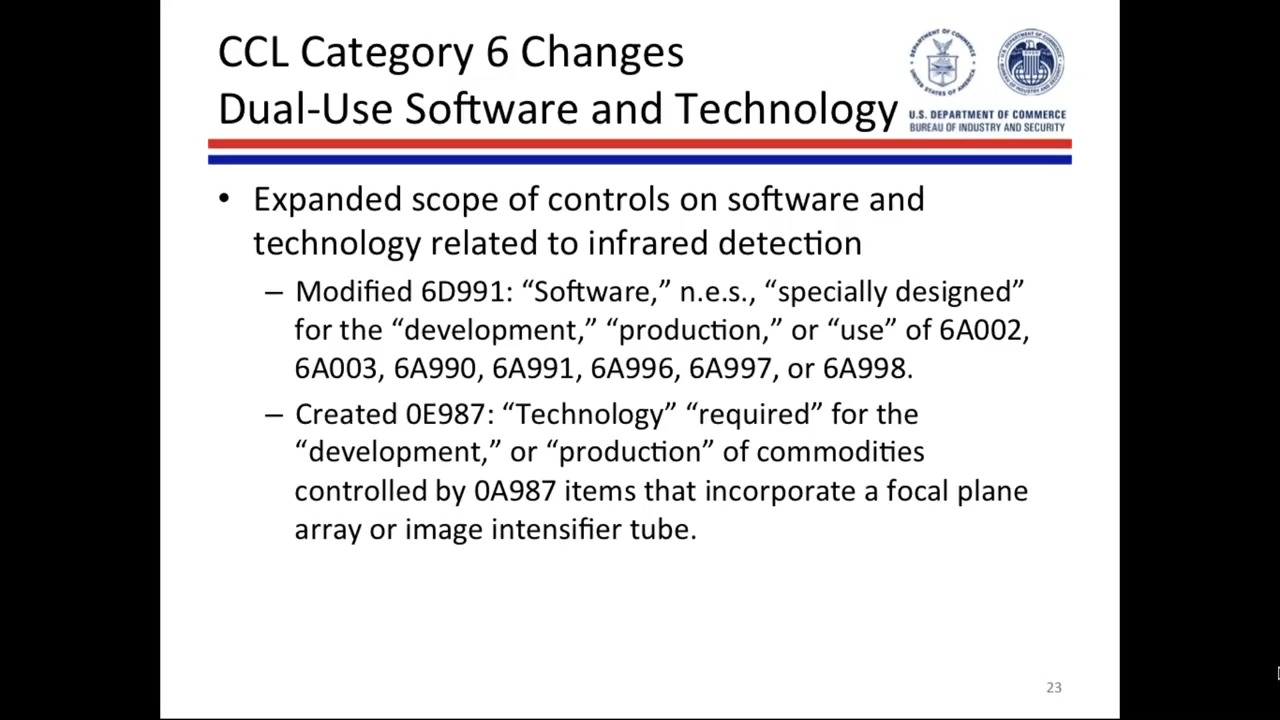 CCL Category 6 Changes
Dual-Use Software and Technology
U.S. DEPARTMENT OF COMMERCE
BUREAU OF INDUSTRY AND SECURITY
• Expanded scope of controls on software and
technology related to infrared detection
– Modified 6D991: “Software,” n.e.s., “specially designed”
for the “development,” “production,” or “use” of 6A002,
6A003, 6A990, 6A991, 6A996, 6A997, or 6A998.
– Created 0E987: “Technology” “required” for the
“development,” or “production” of commodities
controlled by 0A987 items that incorporate a focal plane
array or image intensifier tube.
23